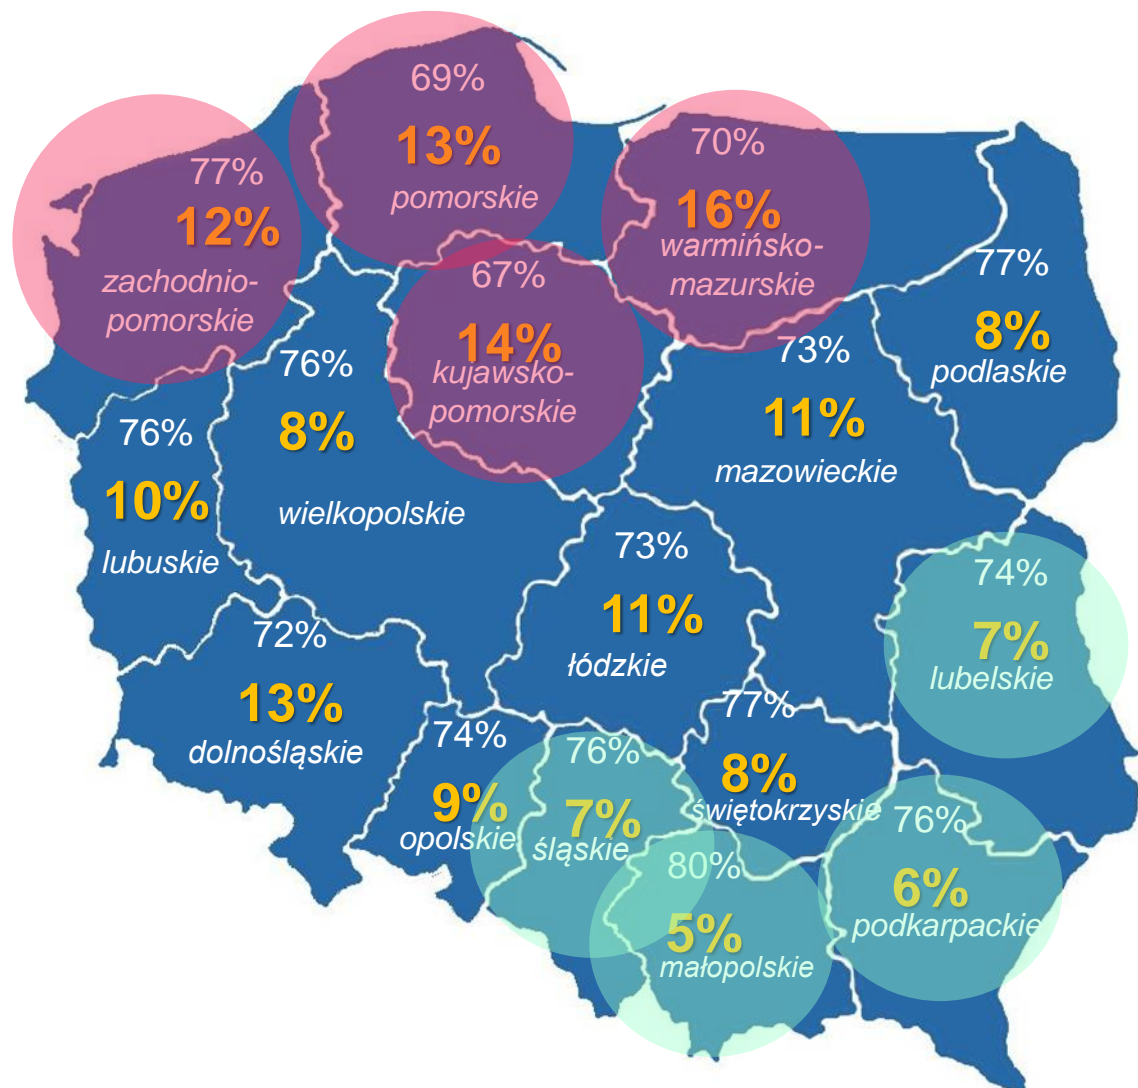 69%
13%
pomorskie
70%
16%
warmińsko-
mazurskie
77%
12%
zachodnio-
pomorskie
67%
14%
kujawsko-
pomorskie
77%
8%
podlaskie
76%
8%
wielkopolskie
73%
11%
mazowieckie
76%
10%
lubuskie
73%
11%
łódzkie
74%
7%
lubelskie
72%
13%
dolnośląskie
74%
9%
opolskie
76%
7%
śląskie
77%
8%
świętokrzyskie
80%
5%
małopolskie
76%
6%
podkarpackie